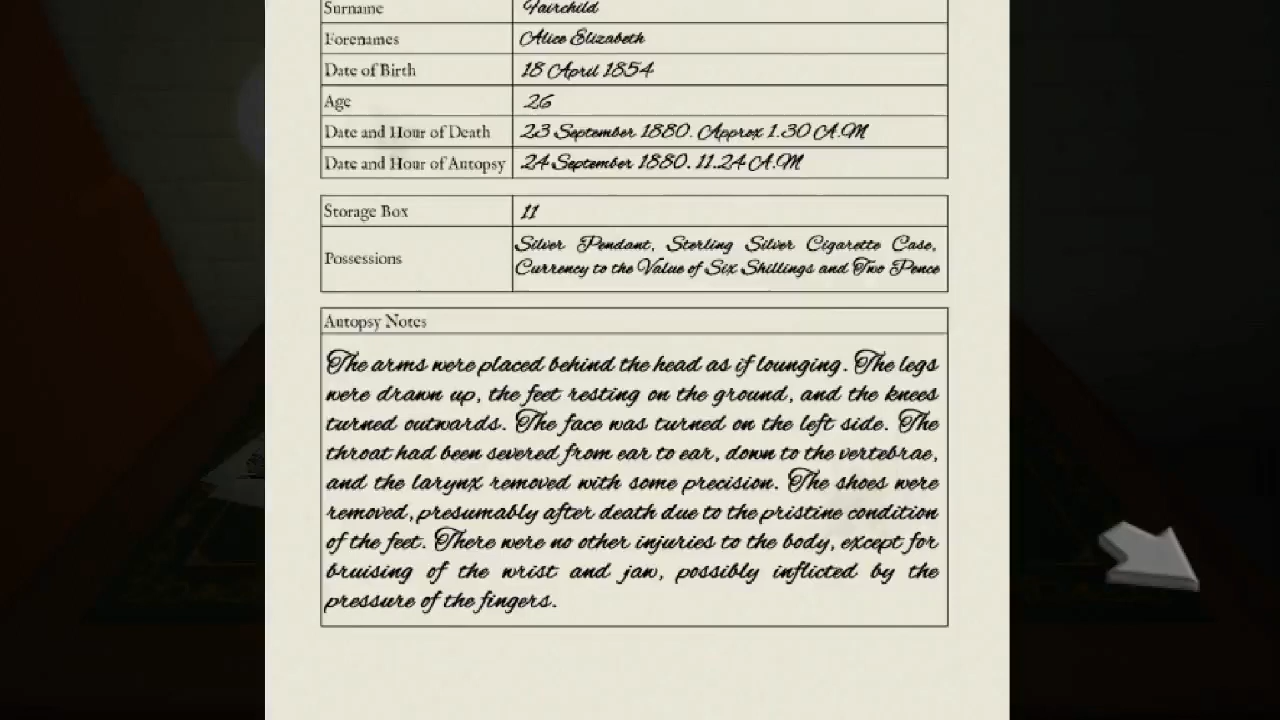 Surname Fairchild
Forenames Alice Elizabeth
Date of Birth 18 April 1854
Age 26
Date and Hour of Death 23 September 1880. Approx 1.30 A.M
Date and Hour of Autopsy 24 September 1880. 11.24 A.M
Storage Box 11
Silver Pendant, Sterling Silver Cigarette Case,
Possessions
Currency to the Value of Six Shillings and Two Pence
Autopsy Notes
The arms were placed behind the head as if lounging. The legs
were drawn up, the feet resting on the ground, and the knees
turned outwards. The face was turned on the left side. The
throat had been severed from ear to ear, down to the vertebrae,
and the larynx removed with some precision. The shoes were
removed, presumably after death due to the pristine condition
of the feet. There were no other injuries to the body, except for
bruising of the wrist and jaw, possibly inflicted by the
pressure of the fingers.